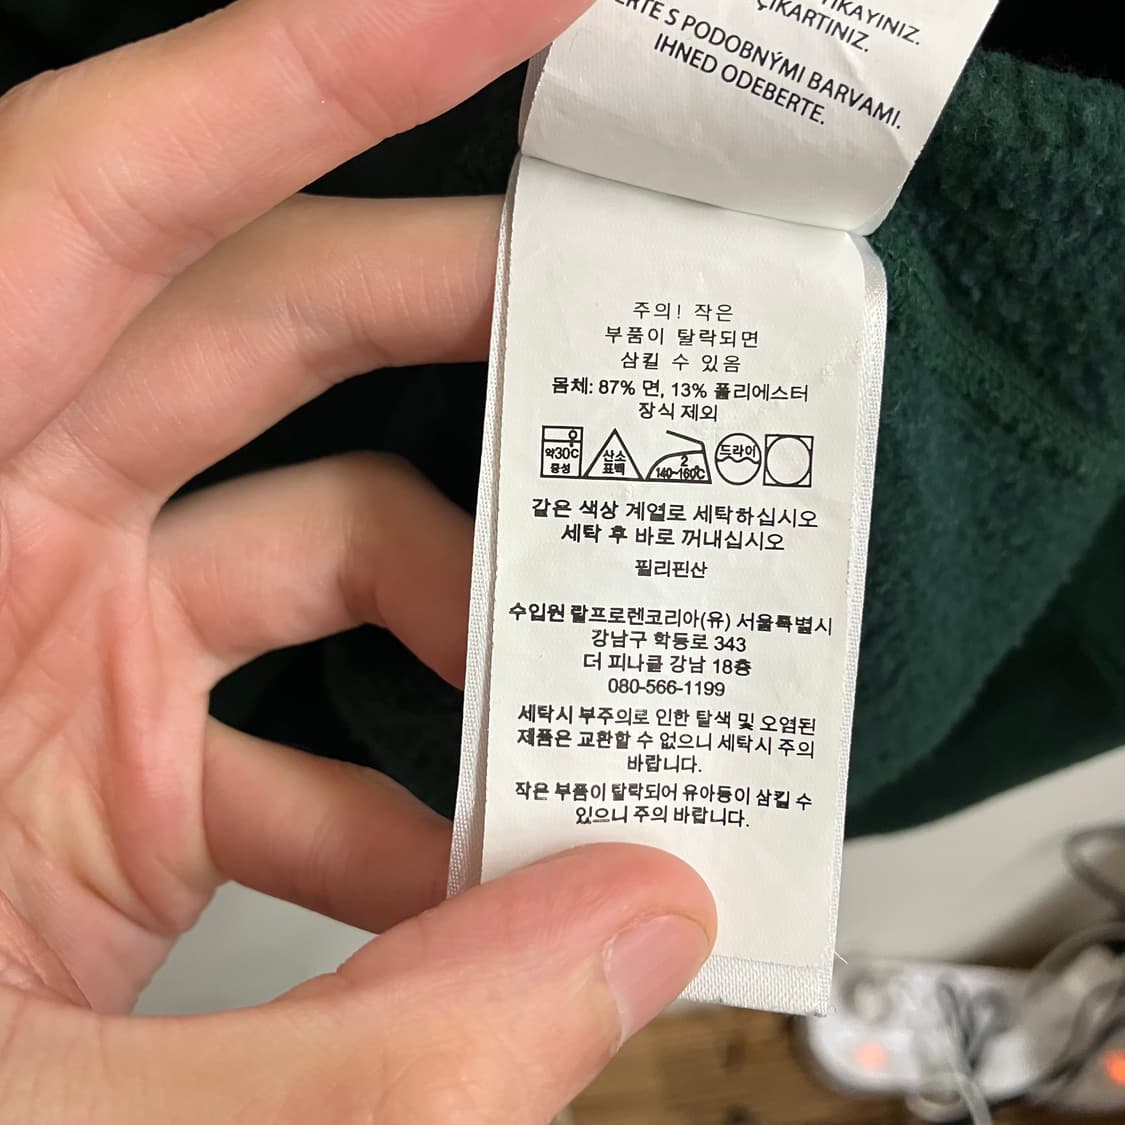 TIKAYINIZ.
ÇIKARTINIZ.
PERTE S PODOBNÝMI BARVAMI.
IHNED ODEBERTE.
주의! 작은
부품이 탈락되면
삼킬 수 있음
몸체: 87% 면, 13% 폴리에스터
장식 제외
약30℃
중성
산소
표백
2
140~160℃
드라이
같은 색상 계열로 세탁하십시오
세탁 후 바로 꺼내십시오
필리핀산
수입원 랄프로렌코리아(유) 서울특별시
강남구 학동로 343
더 피나클 강남 18층
080-566-1199
세탁시 부주의로 인한 탈색 및 오염된
제품은 교환할 수 없으니 세탁시 주의
바랍니다.
작은 부품이 탈락되어 유아등이 삼킬 수
있으니 주의 바랍니다.